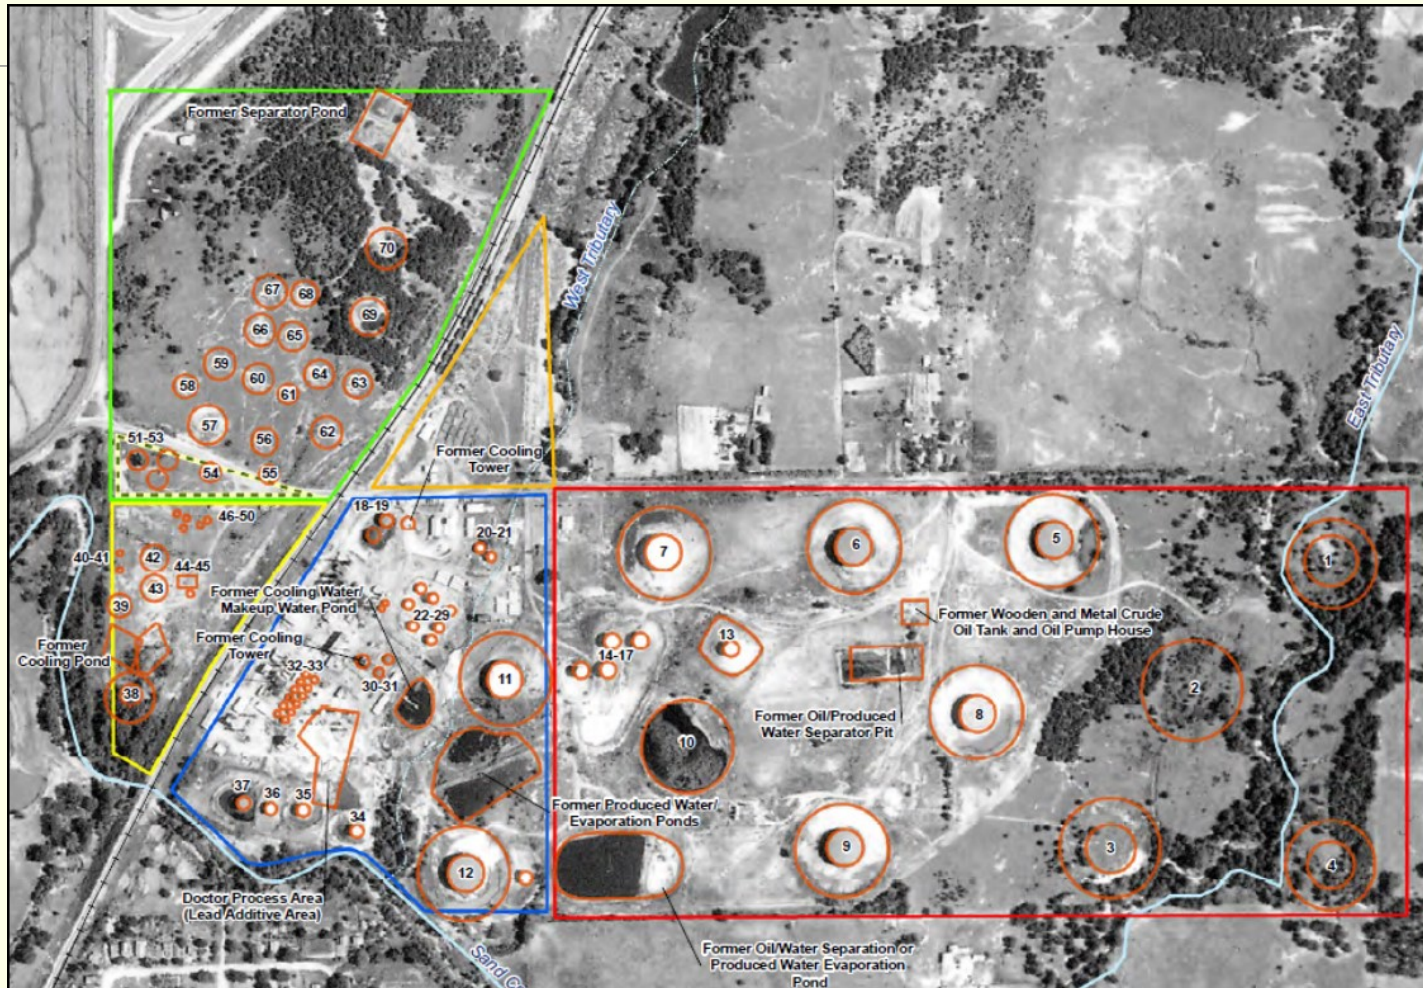 Former Separator Pond
70
67
68
69
66
65
59
60
64
63
58
61
57
56
62
51-53
54
55
West Tributary
East Tributary
Former Cooling
Tower
18-19
20-21
46-50
40-41
42
44-45
43
39
Former Cooling Water/
Makeup Water Pond
22-29
Former
Cooling Pond
Former Cooling
Tower
32-33
30-31
38
11
7
6
5
1
13
14-17
Former Wooden and Metal Crude
Oil Tank and Oil Pump House
2
Former Oil/Produced
Water Separator Pit
8
10
37
36
35
34
Former Produced Water/
Evaporation Ponds
12
9
3
4
Doctor Process Area
(Lead Additive Area)
Sand
Former Oil/Water Separation or
Produced Water Evaporation
Pond